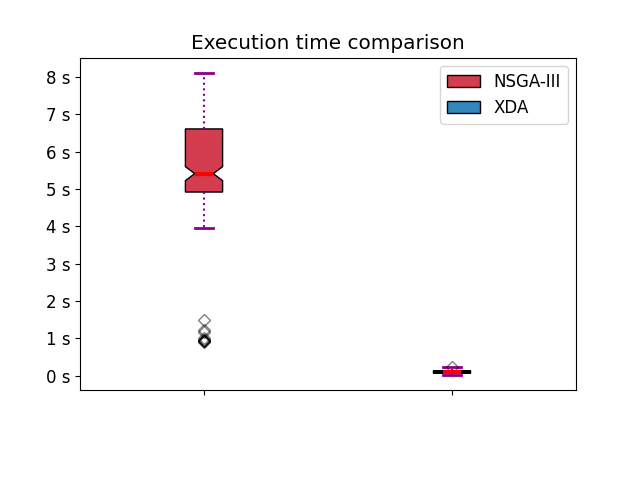 Execution time comparison
8 s
7 s
6 s
5 s
4 s
3 s
2 s
1 s
0 s
NSGA-III
XDA